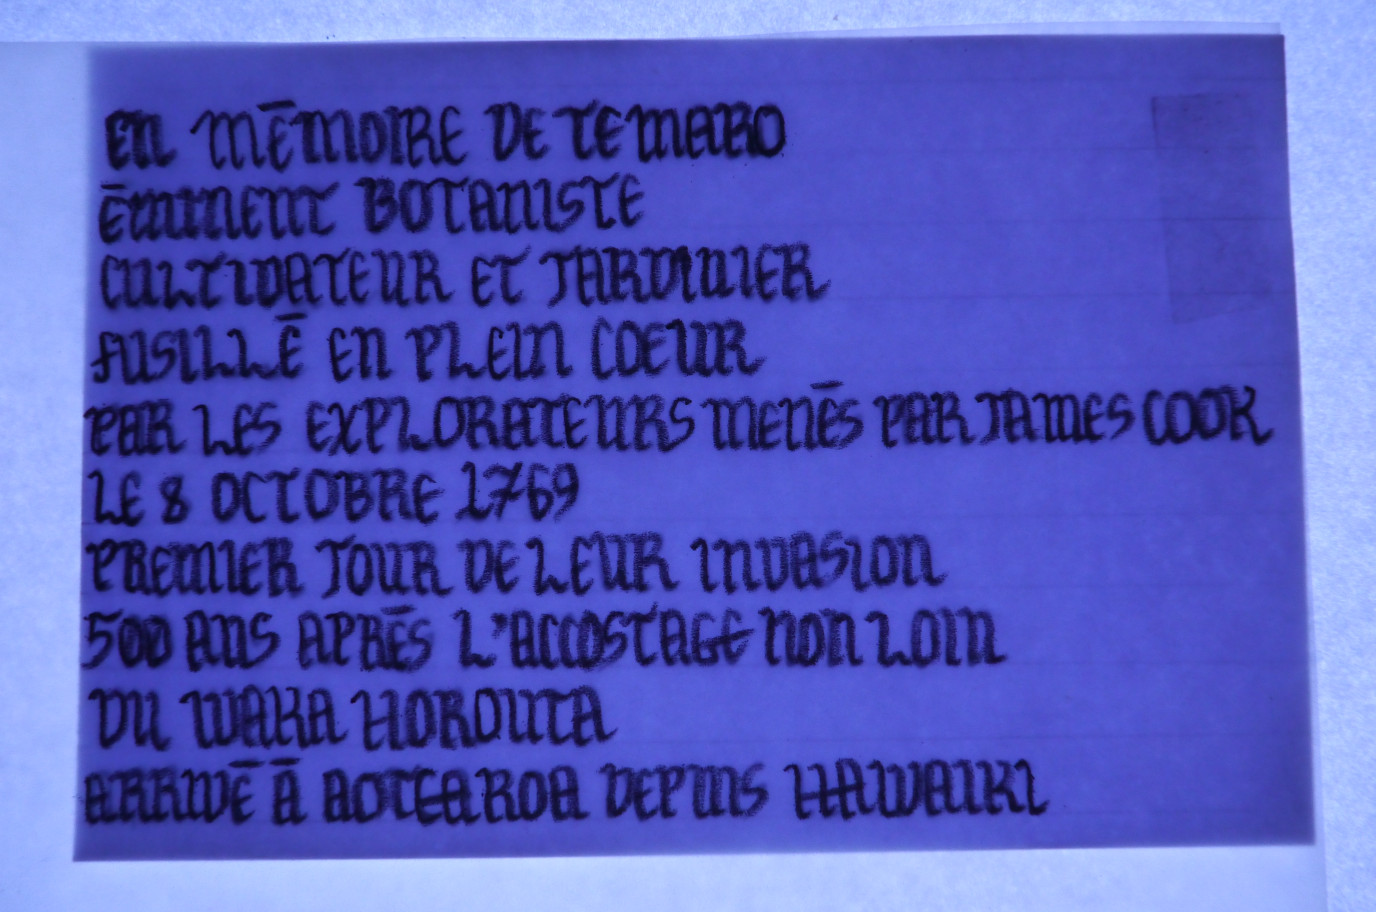 EN MĒMOIRE DE TE MARO
ĒMINENT BOTANISTE
CULTIVATEUR ET JARDINIER
FUSILLĒ EN PLEIN COEUR
PAR LES EXPLORATEURS MENĒS PAR JAMES COOK
LE 8 OCTOBRE 1769
PREMIER JOUR DE LEUR INVASION
500 ANS APRĒS L'ACCOSTAGE NON LOIN
DU WAKA HOROUTA
ARRIVĒ Ā AOTEAROA DEPUIS HAWAIKI